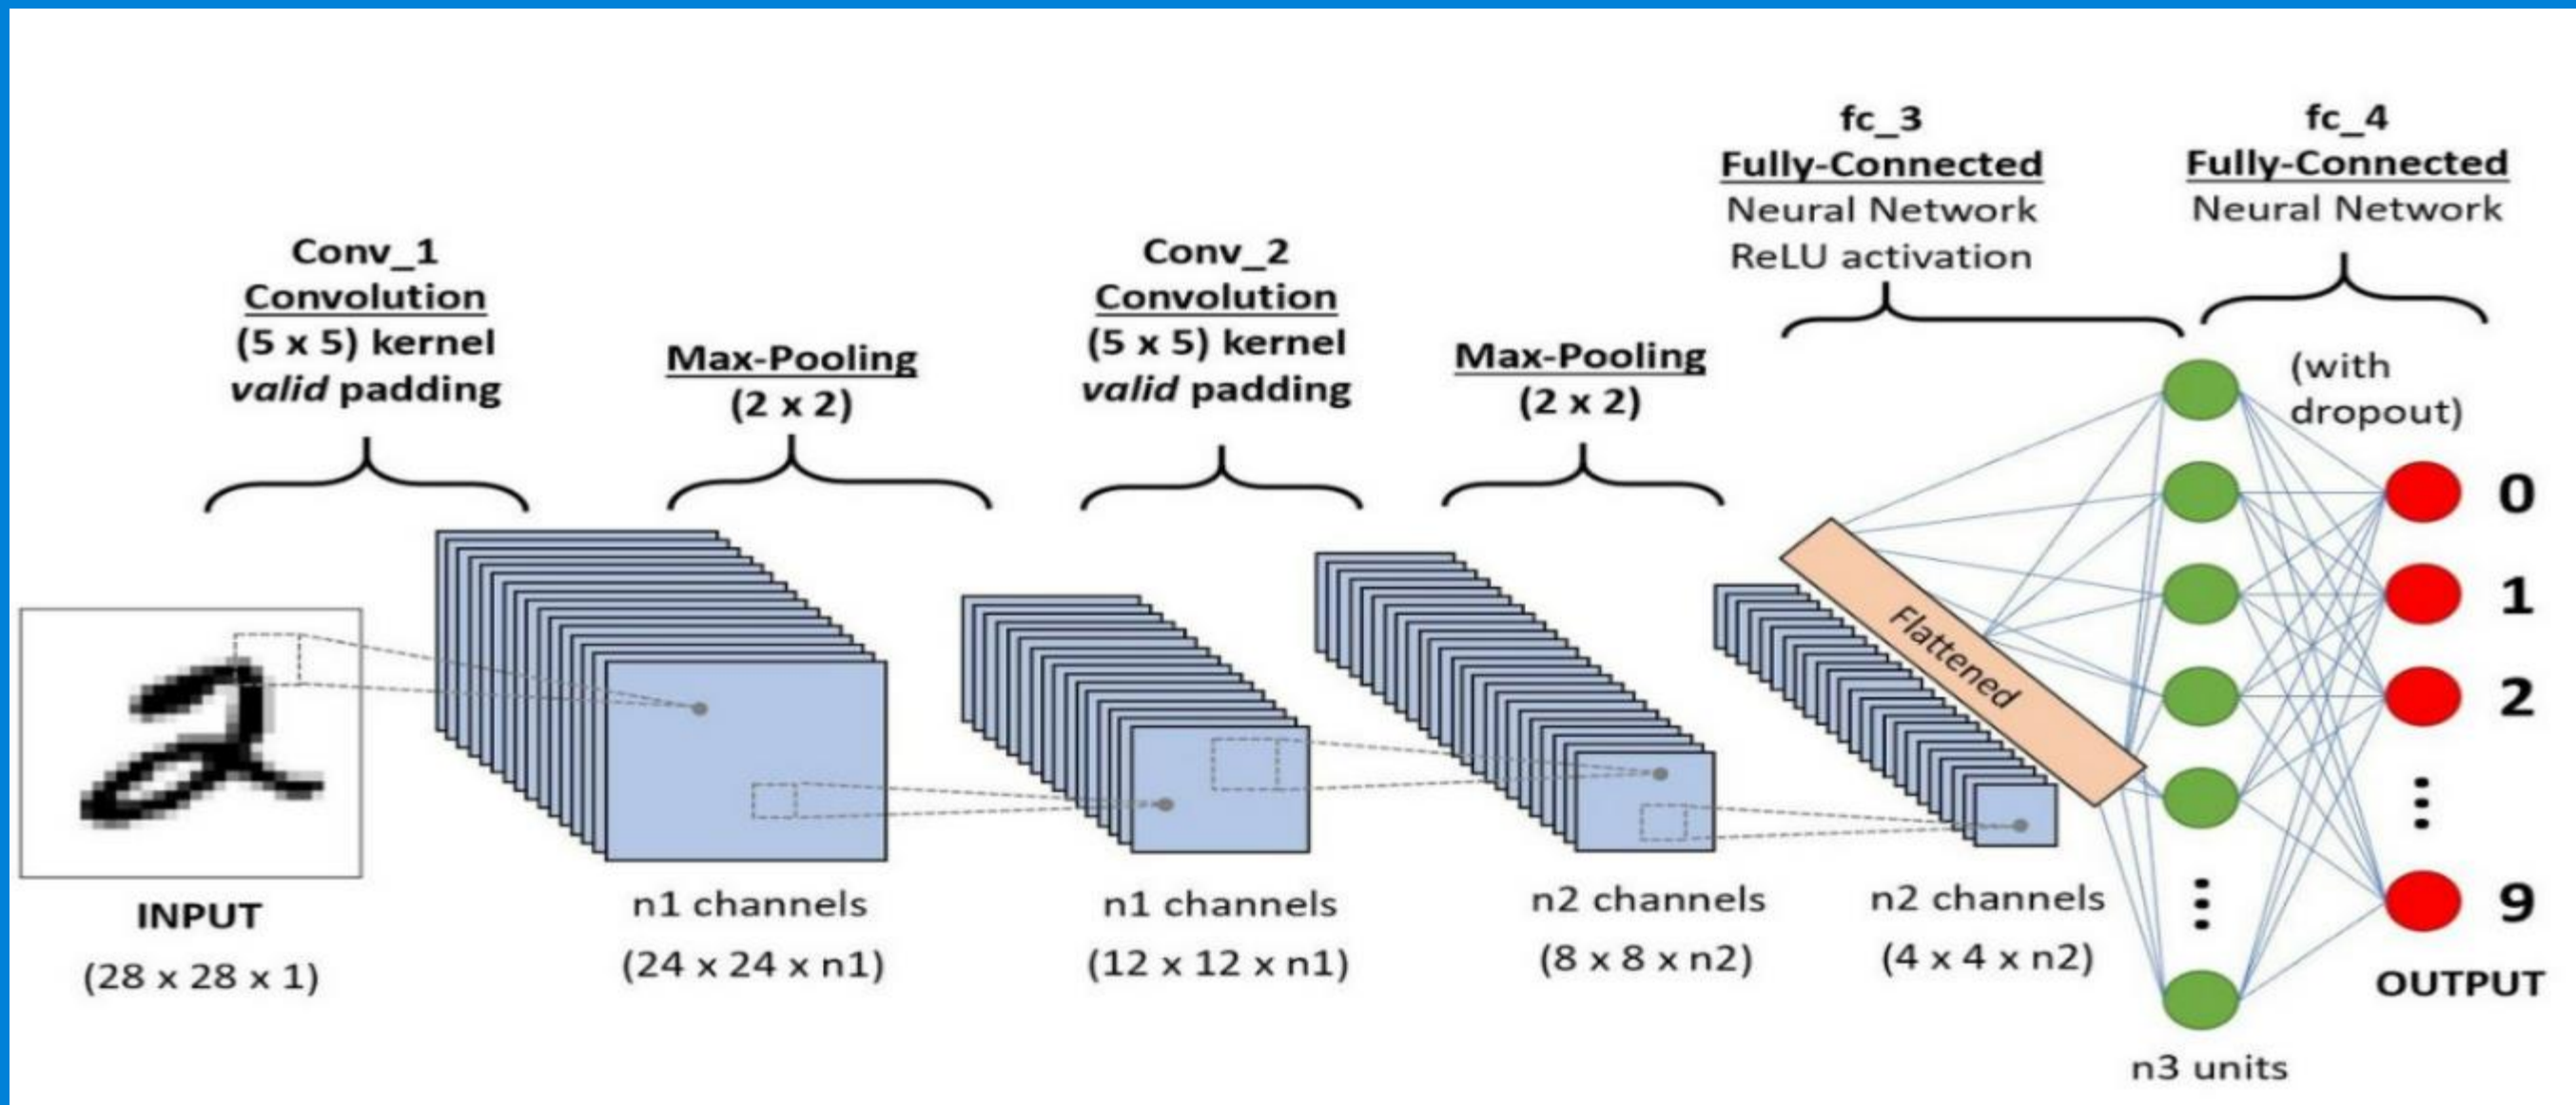 Conv_1
Convolution
(5 x 5) kernel
valid padding
Max-Pooling
(2 x 2)
Conv_2
Convolution
(5 x 5) kernel
valid padding
Max-Pooling
(2 x 2)
fc_3
Fully-Connected
Neural Network
ReLU activation
fc_4
Fully-Connected
Neural Network
(with
dropout)
Flattened
0
1
2
9
INPUT
(28 x 28 x 1)
n1 channels
(24 x 24 x n1)
n1 channels
(12 x 12 x n1)
n2 channels
(8 x 8 x n2)
n2 channels
(4 x 4 x n2)
OUTPUT
n3 units